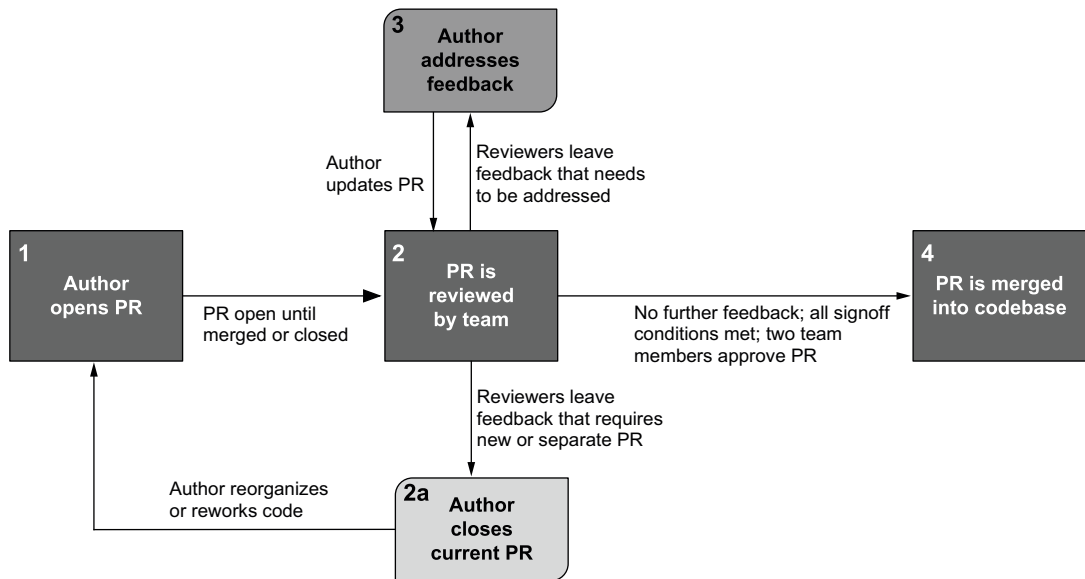 3
Author
addresses
feedback
Author
updates PR
Reviewers leave
feedback that needs
to be addressed
1
Author
opens PR
PR open until
merged or closed
2
PR is
reviewed
by team
No further feedback; all signoff
conditions met; two team
members approve PR
4
PR is merged
into codebase
Reviewers leave
feedback that requires
new or separate PR
Author reorganizes
or reworks code
2a
Author
closes
current PR